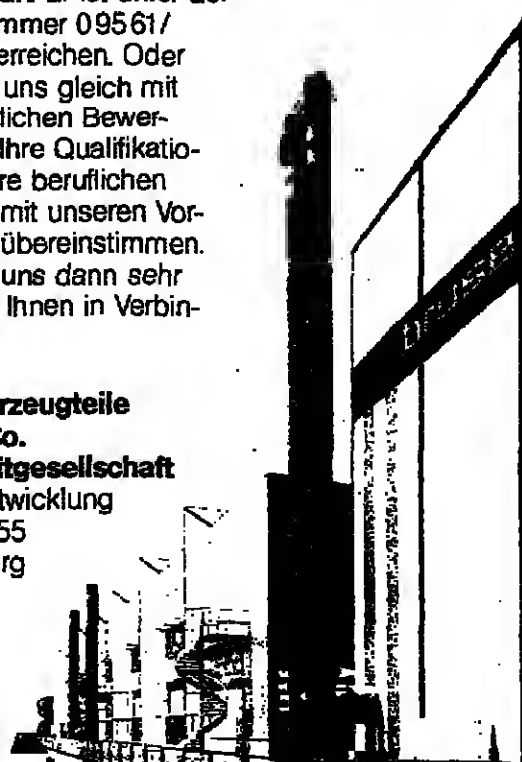 mmer 09561/
erreichen. Oder
uns gleich mit
tlichen Bewer-
Ihre Qualifikatio-
re beruflichen
mit unseren Vor-
übereinstimmen.
uns dann sehr
Ihnen in Verbin-
rzeugteile
Co.
itgesellschaft
twicklung
55
rg